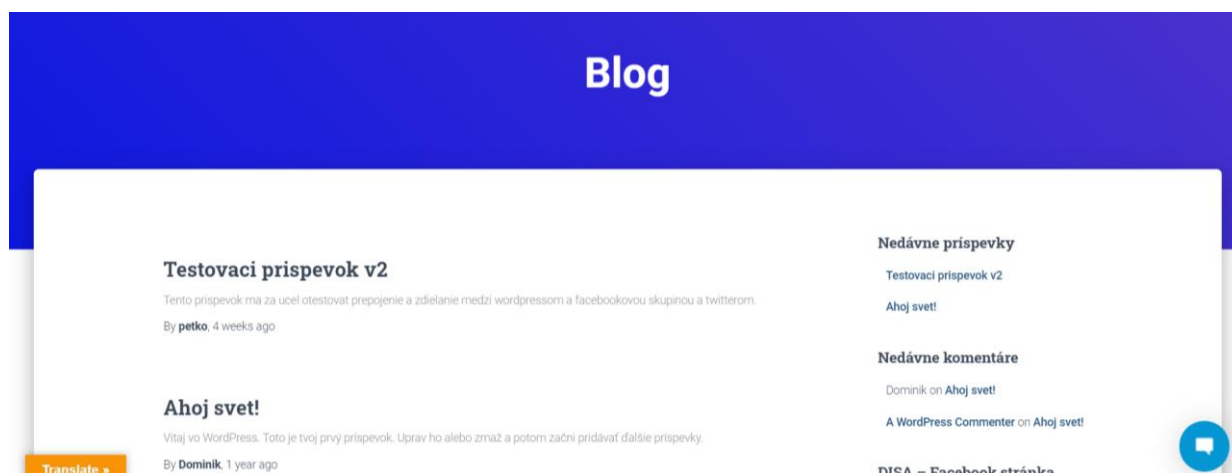 Blog
Testovaci prispevok v2
Tento prispevok ma za ucel otestovat prepojenie a zdielanie medzi wordpressom a facebookovou skupinou a twitterom.
By petko, 4 weeks ago
Ahoj svet!
Vitaj vo WordPress. Toto je tvoj prvý príspevok. Uprav ho alebo zmaž a potom začni pridávať ďalšie príspevky.
By Dominik, 1 year ago
Nedávne príspevky
Testovaci prispevok v2
Ahoj svet!
Nedávne komentáre
Dominik on Ahoj svet!
A WordPress Commenter on Ahoj svet!
DISA – Facebook stránka
Translate »